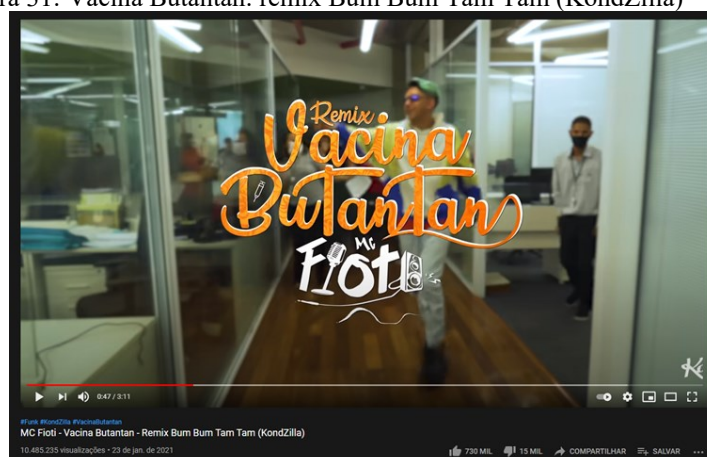 ra 31: Vacina Butantan: remix Bum Bum Tam Tam (KondZilla)
Remix
Vacina
Butantan
MC
Fioti
0:47 / 3:11
#Funk #KondZilla #VacinaButantan
MC Fioti - Vacina Butantan - Remix Bum Bum Tam Tam (KondZilla)
10.485.235 visualizações • 23 de jan. de 2021
730 MIL 15 MIL COMPARTILHAR SALVAR